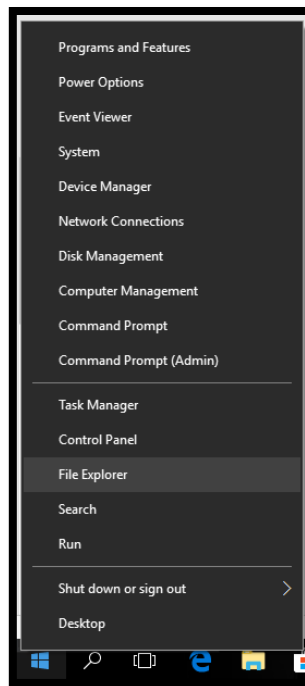 Programs and Features
Power Options
Event Viewer
System
Device Manager
Network Connections
Disk Management
Computer Management
Command Prompt
Command Prompt (Admin)
Task Manager
Control Panel
File Explorer
Search
Run
Shut down or sign out
Desktop